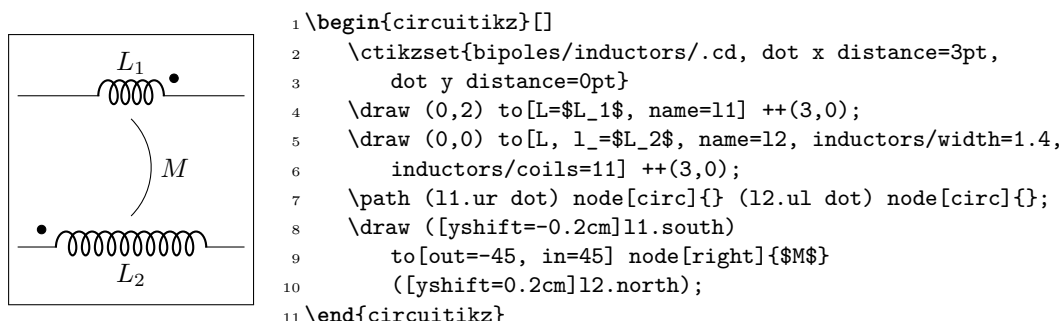 L1
M
L2
1 \begin{circuitikz}[]
2 \ctikzset{bipoles/inductors/.cd, dot x distance=3pt,
3 dot y distance=0pt}
4 \draw (0,2) to[L=$L_1$, name=l1] ++(3,0);
5 \draw (0,0) to[L, l_=$L_2$, name=l2, inductors/width=1.4,
6 inductors/coils=11] ++(3,0);
7 \path (l1.ur dot) node[circ]{} (l2.ul dot) node[circ]{};
8 \draw ([yshift=-0.2cm]l1.south)
9 to[out=-45, in=45] node[right]{$M$}
10 ([yshift=0.2cm]l2.north);
11 \end{circuitikz}